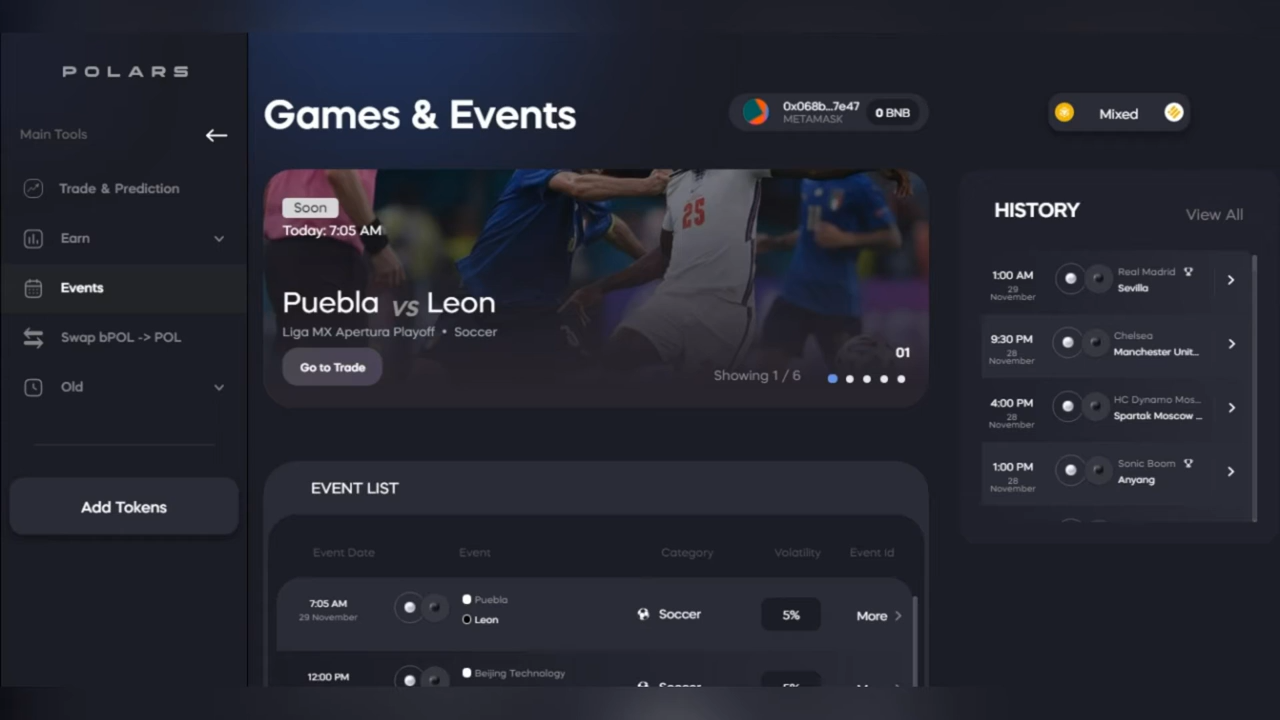 POLARS
Main Tools
Trade & Prediction
Earn
Events
Swap bPOL -> POL
Old
Add Tokens
Games & Events
0x068b...7e47
METAMASK
0 BNB
Mixed
Soon
Today: 7:05 AM
25
Puebla vs Leon
Liga MX Apertura Playoff • Soccer
Go to Trade
Showing 1 / 6
01
HISTORY
View All
1:00 AM
29
November
Real Madrid
Sevilla
9:30 PM
28
November
Chelsea
Manchester Unit...
4:00 PM
28
November
HC Dynamo Mos...
Spartak Moscow ...
1:00 PM
28
November
Sonic Boom
Anyang
EVENT LIST
Event Date Event Category Volatility Event Id
7:05 AM
29 November
Puebla
Leon
Soccer
5%
More
12:00 PM
Beijing Technology
Soccer
5%